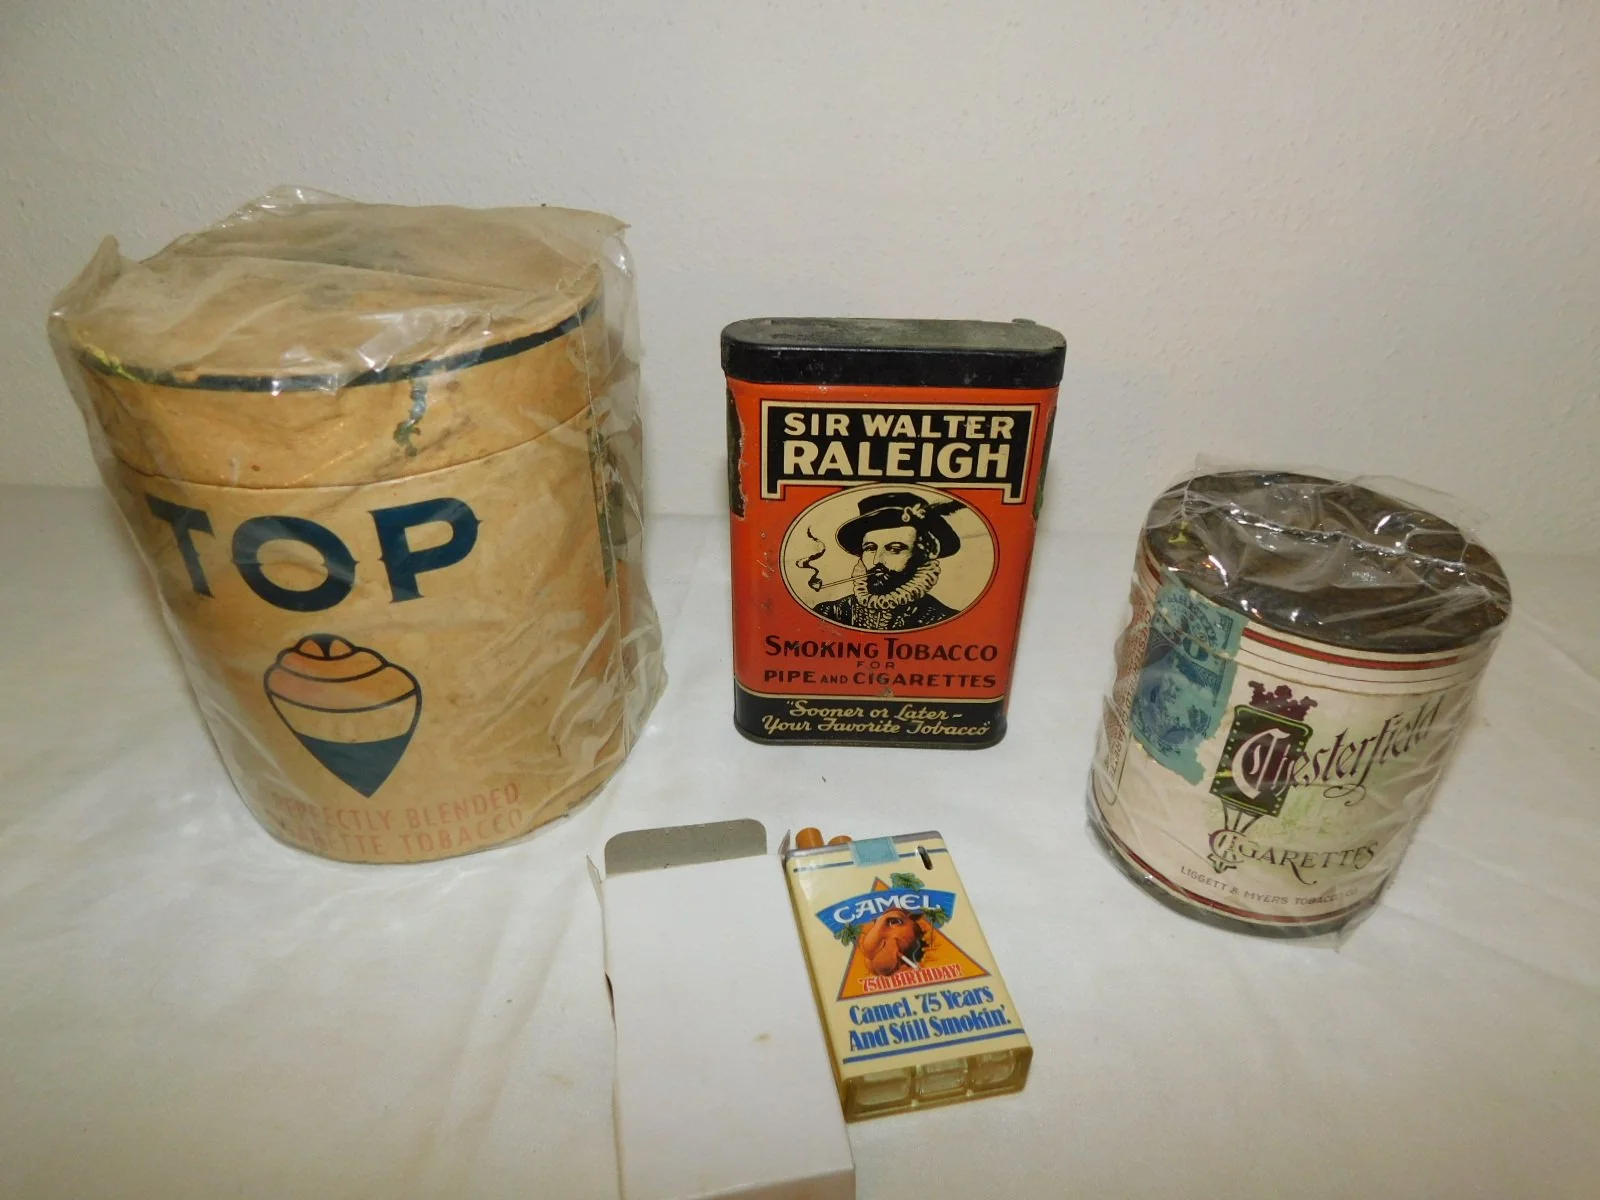 TOP
PERFECTLY BLENDED
CIGARETTE TOBACCO
SIR WALTER
RALEIGH
SMOKING TOBACCO
FOR
PIPE AND CIGARETTES
"Sooner or Later-
Your Favorite Tobacco"
Chesterfield
CIGARETTES
LIGGETT & MYERS TOBACCO CO.
CAMEL
75th BIRTHDAY!
Camel. 75 Years
And Still Smokin'.